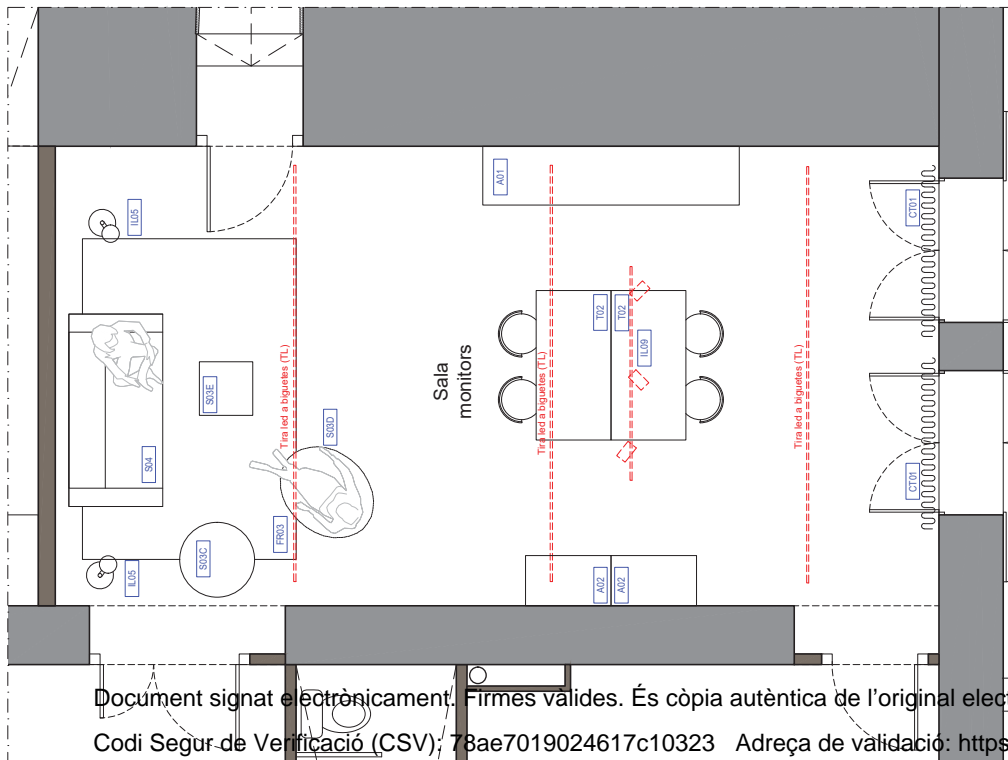 A01
IL05
CT01
T02
T02
IL09
Tira led a biguetes (TL)
Tira led a biguetes (TL)
Tira led a biguetes (TL)
Sala
monitors
S03E
S03D
S04
CT01
FR03
S03C
IL05
A02
A02
Document signat electrònicament. Firmes vàlides. És còpia autèntica de l'original elec
Codi Segur de Verificació (CSV): 78ae7019024617c10323 Adreça de validació: https